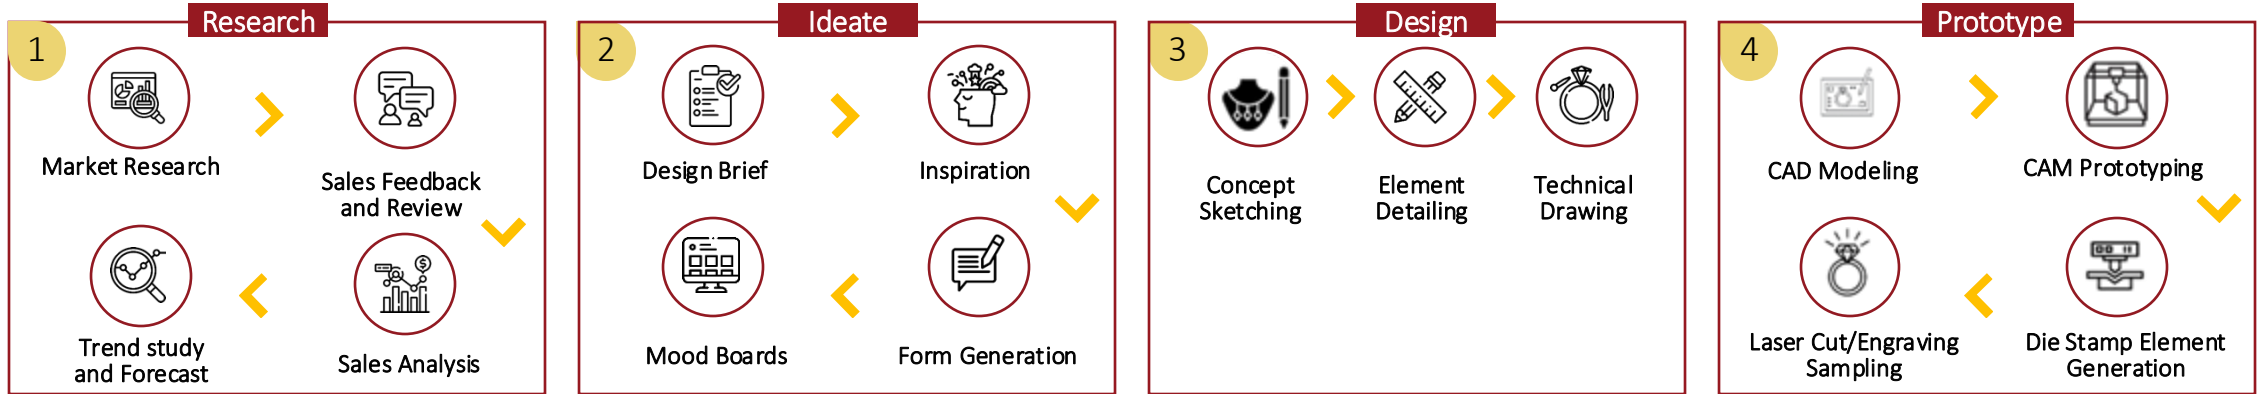 Research
1
Market Research
Sales Feedback
and Review
Sales Analysis
Trend study
and Forecast
Ideate
2
Design Brief
Inspiration
Form Generation
Mood Boards
Design
3
Concept
Sketching
Element
Detailing
Technical
Drawing
Prototype
4
CAD Modeling
CAM Prototyping
Die Stamp Element
Generation
Laser Cut/Engraving
Sampling